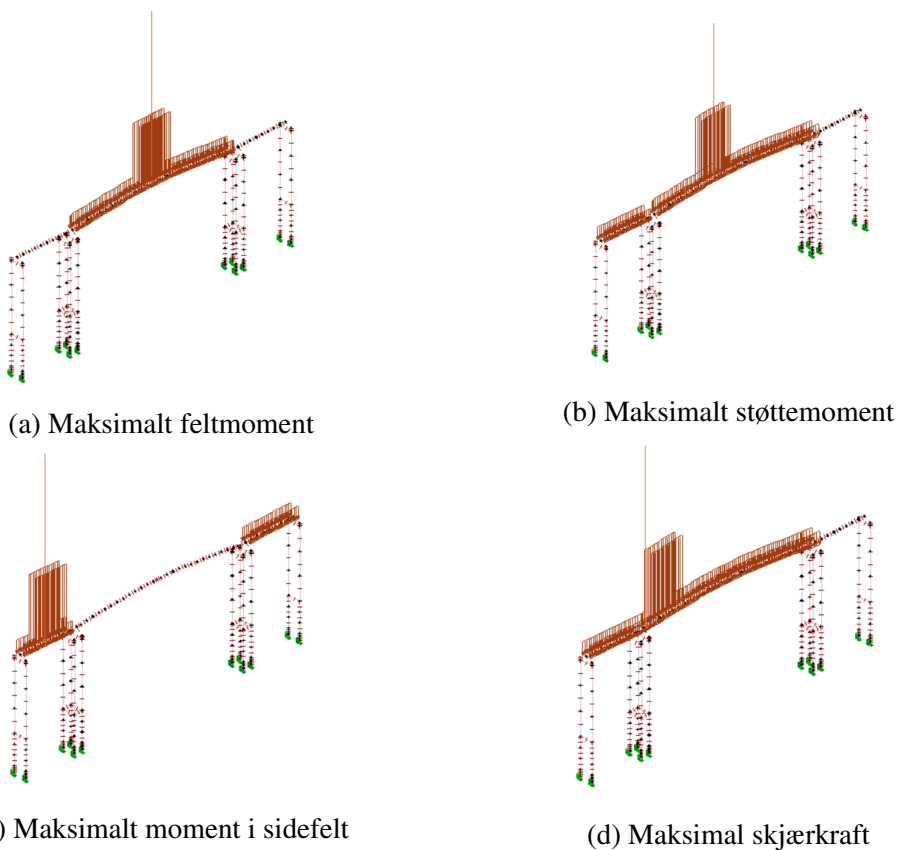 (a) Maksimalt feltmoment
(b) Maksimalt støttemoment
) Maksimalt moment i sidefelt
(d) Maksimal skjærkraft